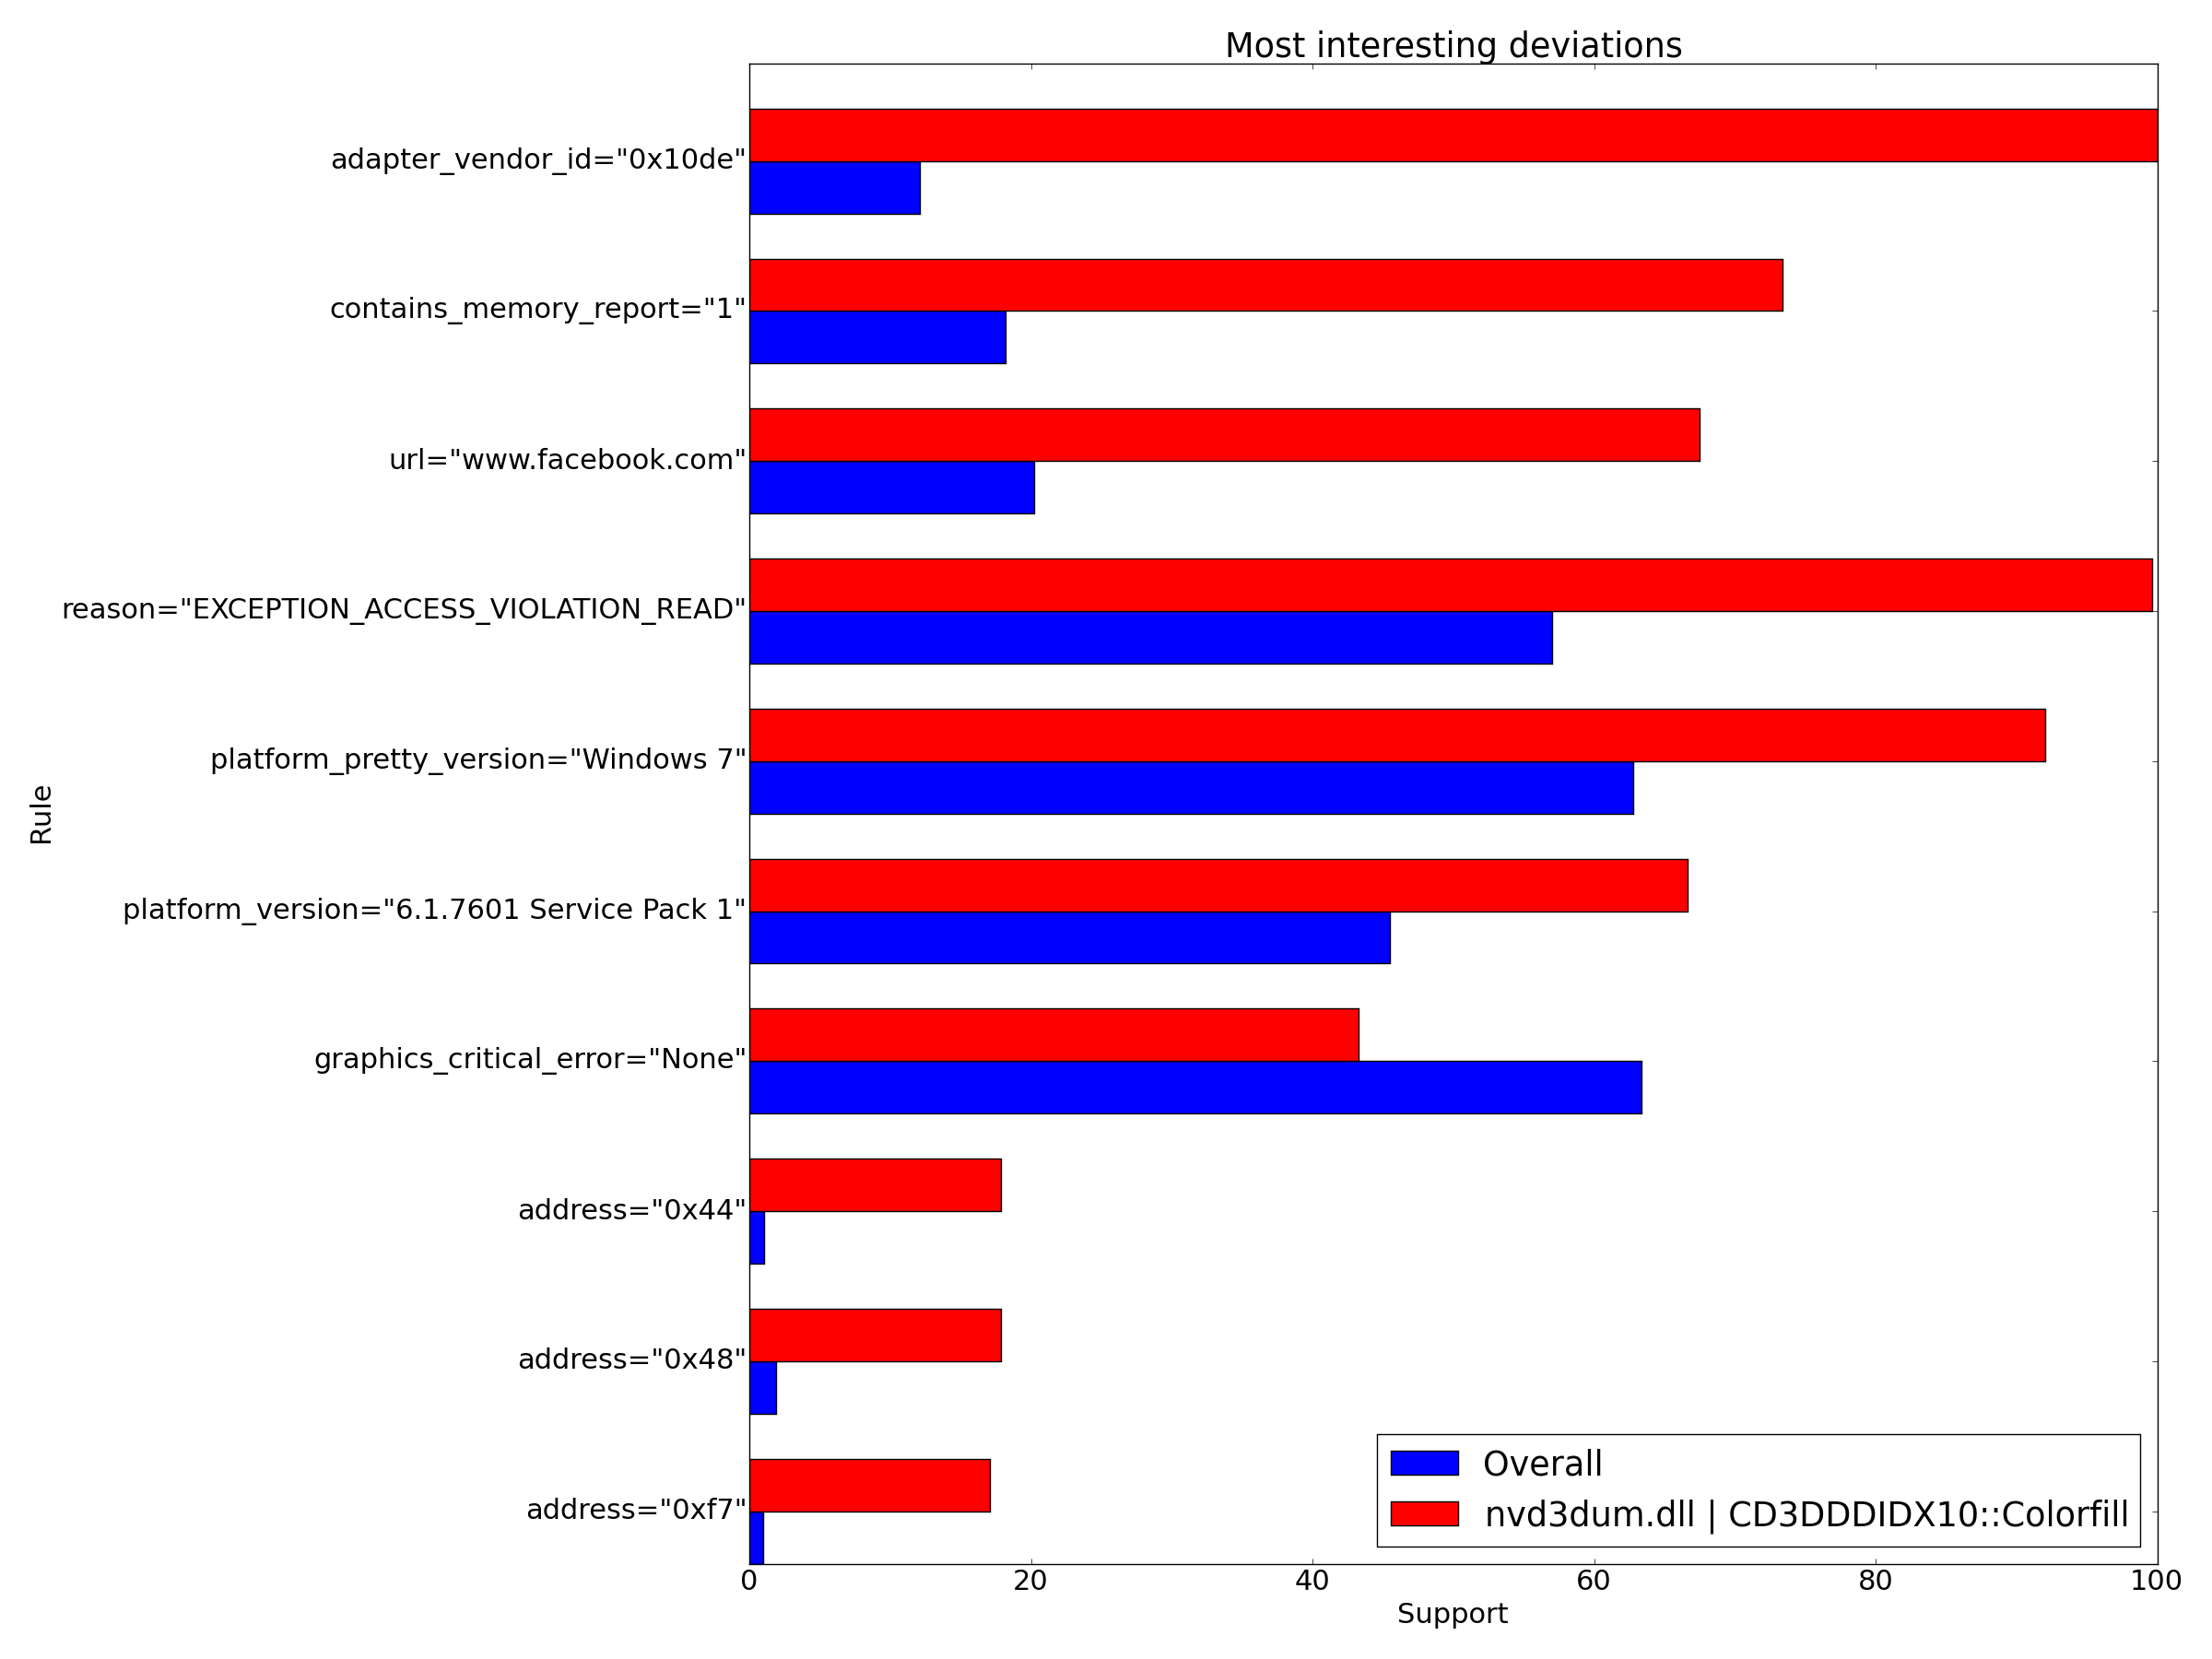 Most interesting deviations
adapter_vendor_id="0x10de"
contains_memory_report="1"
url="www.facebook.com"
reason="EXCEPTION_ACCESS_VIOLATION_READ"
platform_pretty_version="Windows 7"
platform_version="6.1.7601 Service Pack 1"
graphics_critical_error="None"
address="0x44"
address="0x48"
address="0xf7"
Rule
Overall
nvd3dum.dll | CD3DDDIDX10::Colorfill
0 20 40 60 80 100
Support